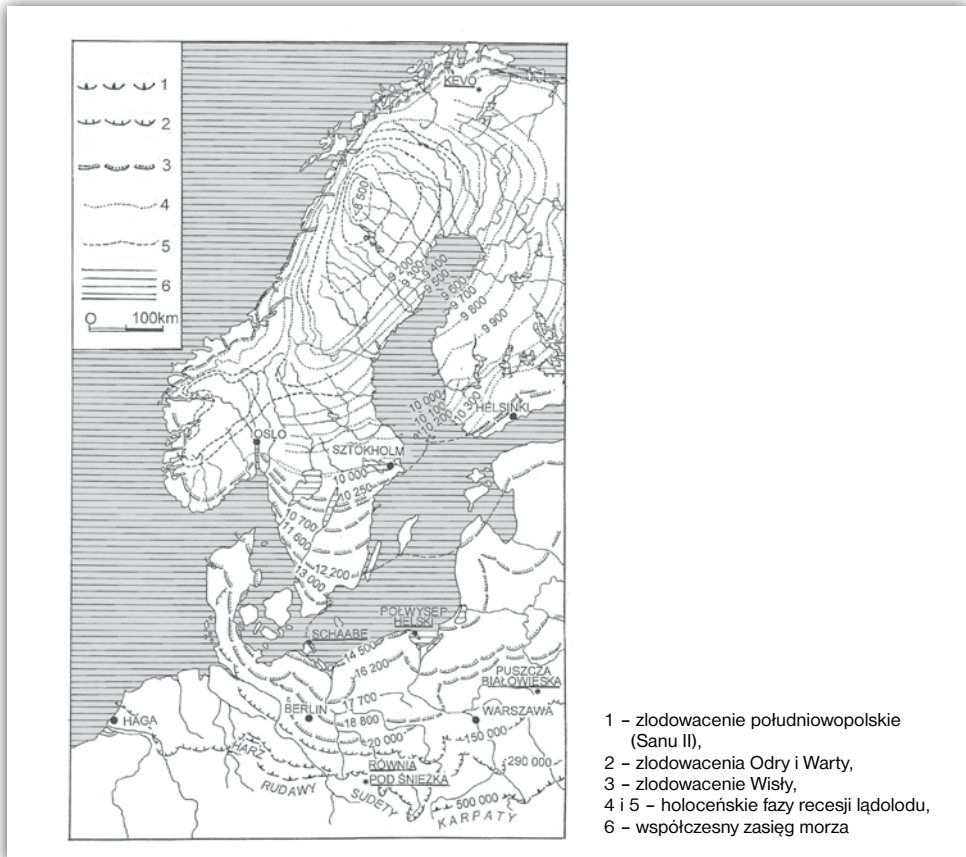 1
2
3
4
5
6
O 100km
KEVO
8 500
9 100
9 300
9 400
9 500
9 600
9 700
9 800
9 900
10 000
10 100
10 200
10 300
HELSINKI
OSLO
SZTOKHOLM
10 000
10 250
10 700
11 600
12 200
13 000
PÓŁWYSEP
HELSKI
SCHAABE
14 500
16 200
PUSZCZA
BIAŁOWIESKA
17 700
BERLIN
WARSZAWA
HAGA
18 800
20 000
150 000
HARZ
RÓWNIA
POD ŚNIEŻKĄ
290 000
RUDAWY
SUDETY
500 000
KARPATY
1 – zlodowacenie południowopolskie
(Sanu II),
2 – zlodowacenia Odry i Warty,
3 – zlodowacenie Wisły,
4 i 5 – holoceńskie fazy recesji lądolodu,
6 – współczesny zasięg morza